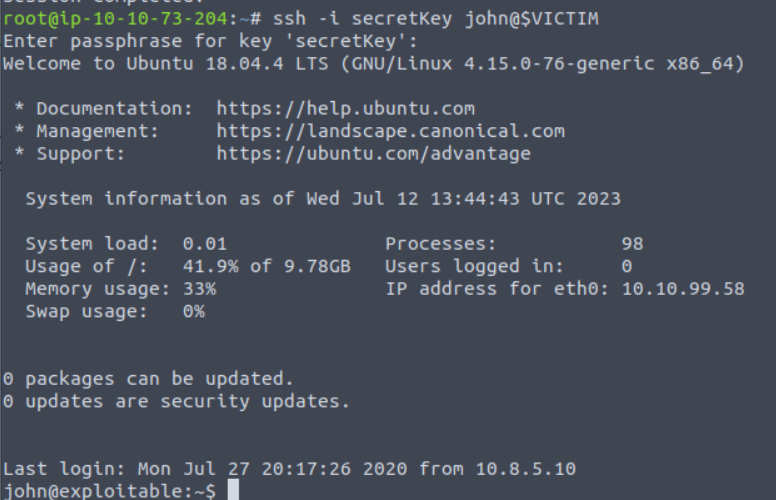 root@ip-10-10-73-204:~# ssh -i secretKey john@$VICTIM
Enter passphrase for key 'secretKey':
Welcome to Ubuntu 18.04.4 LTS (GNU/Linux 4.15.0-76-generic x86_64)
* Documentation:  https://help.ubuntu.com
* Management:     https://landscape.canonical.com
* Support:        https://ubuntu.com/advantage
System information as of Wed Jul 12 13:44:43 UTC 2023
System load:  0.01              Processes:           98
Usage of /:   41.9% of 9.78GB   Users logged in:     0
Memory usage: 33%               IP address for eth0: 10.10.99.58
Swap usage:   0%
0 packages can be updated.
0 updates are security updates.
Last login: Mon Jul 27 20:17:26 2020 from 10.8.5.10
john@exploitable:~$